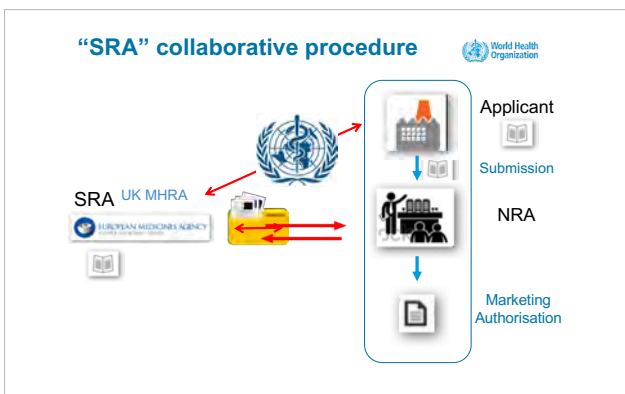 “SRA” collaborative procedure
World Health
Organization
Applicant
Submission
SRA UK MHRA
EUROPEAN MEDICINES AGENCY
NRA
Marketing
Authorisation